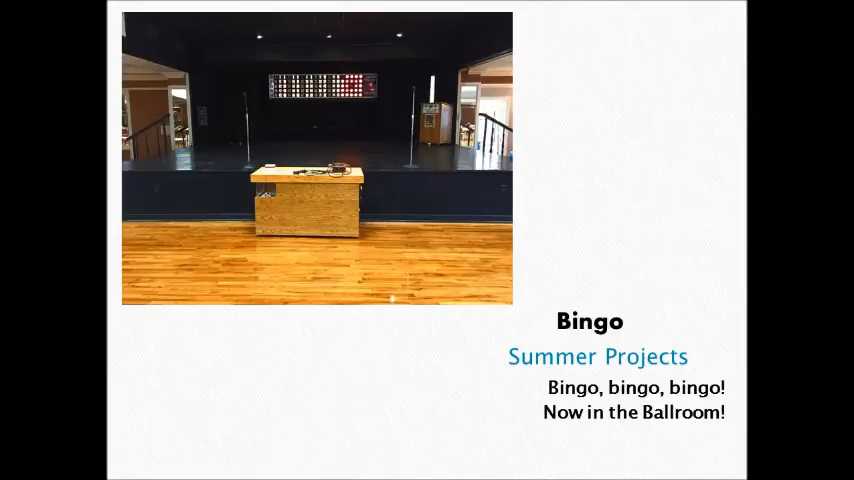 Bingo
Summer Projects
Bingo, bingo, bingo!
Now in the Ballroom!